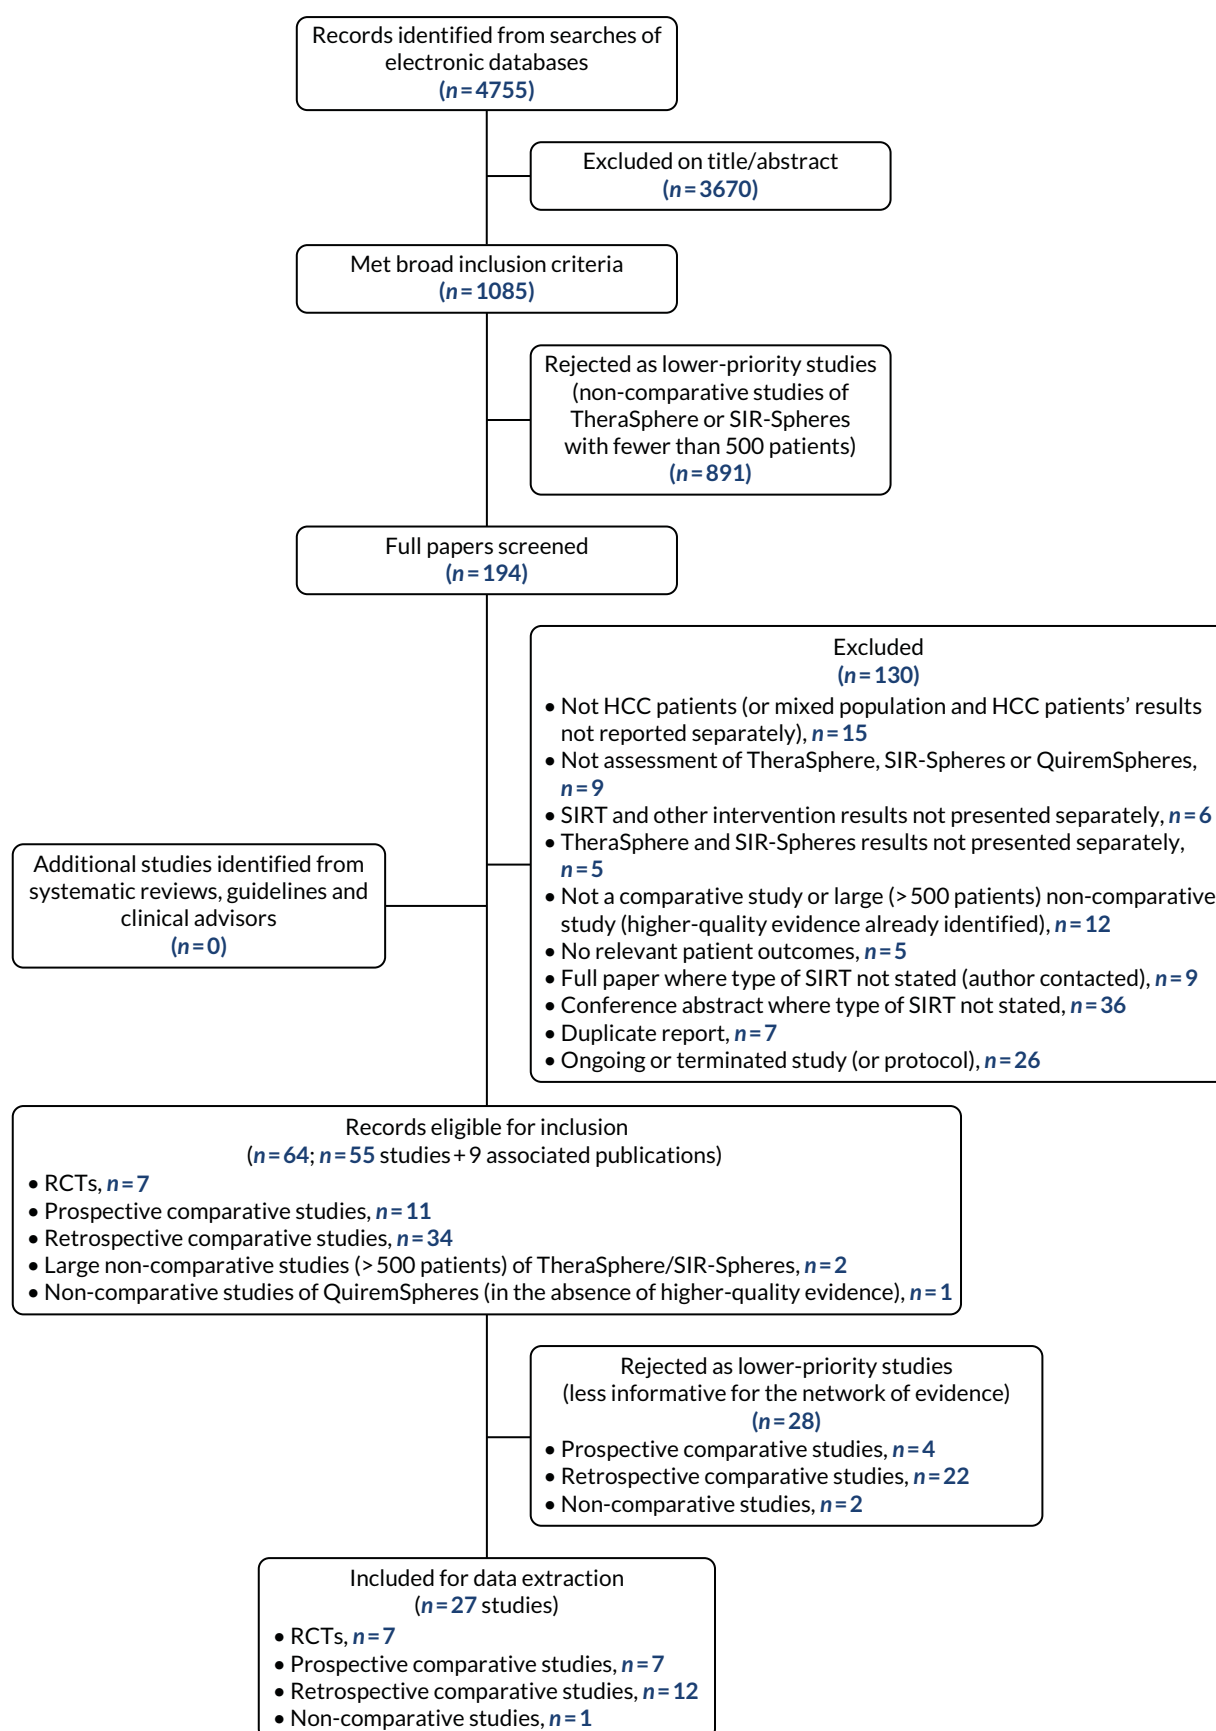 Records identified from searches of
electronic databases
(n = 4755)
Excluded on title/abstract
(n = 3670)
Met broad inclusion criteria
(n = 1085)
Rejected as lower-priority studies
(non-comparative studies of
TheraSphere or SIR-Spheres
with fewer than 500 patients)
(n = 891)
Full papers screened
(n = 194)
Excluded
(n = 130)
• Not HCC patients (or mixed population and HCC patients’ results
not reported separately), n = 15
• Not assessment of TheraSphere, SIR-Spheres or QuiremSpheres,
n = 9
• SIRT and other intervention results not presented separately, n = 6
• TheraSphere and SIR-Spheres results not presented separately,
n = 5
• Not a comparative study or large (> 500 patients) non-comparative
study (higher-quality evidence already identified), n = 12
• No relevant patient outcomes, n = 5
• Full paper where type of SIRT not stated (author contacted), n = 9
• Conference abstract where type of SIRT not stated, n = 36
• Duplicate report, n = 7
• Ongoing or terminated study (or protocol), n = 26
Additional studies identified from
systematic reviews, guidelines and
clinical advisors
(n = 0)
Records eligible for inclusion
(n = 64; n = 55 studies + 9 associated publications)
• RCTs, n = 7
• Prospective comparative studies, n = 11
• Retrospective comparative studies, n = 34
• Large non-comparative studies (> 500 patients) of TheraSphere/SIR-Spheres, n = 2
• Non-comparative studies of QuiremSpheres (in the absence of higher-quality evidence), n = 1
Rejected as lower-priority studies
(less informative for the network of evidence)
(n = 28)
• Prospective comparative studies, n = 4
• Retrospective comparative studies, n = 22
• Non-comparative studies, n = 2
Included for data extraction
(n = 27 studies)
• RCTs, n = 7
• Prospective comparative studies, n = 7
• Retrospective comparative studies, n = 12
• Non-comparative studies, n = 1